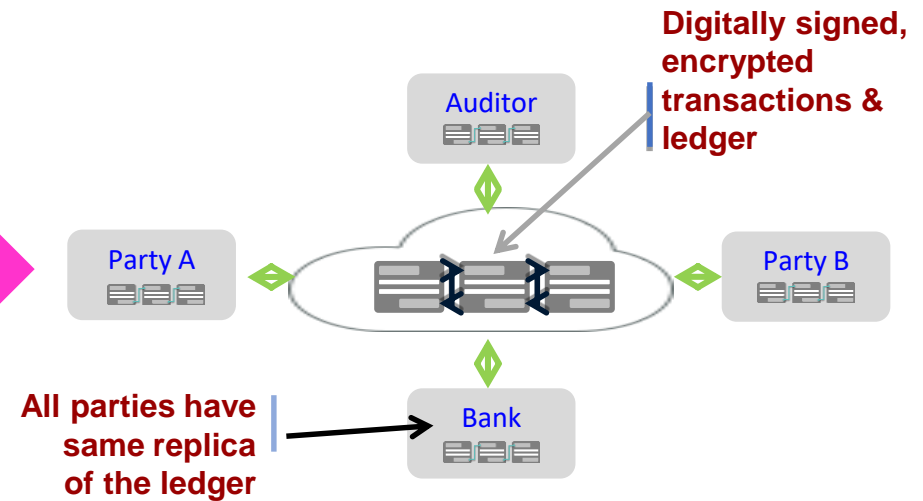 Digitally signed,
encrypted
transactions &
ledger
Auditor
Party A
Party B
Bank
All parties have
same replica
of the ledger